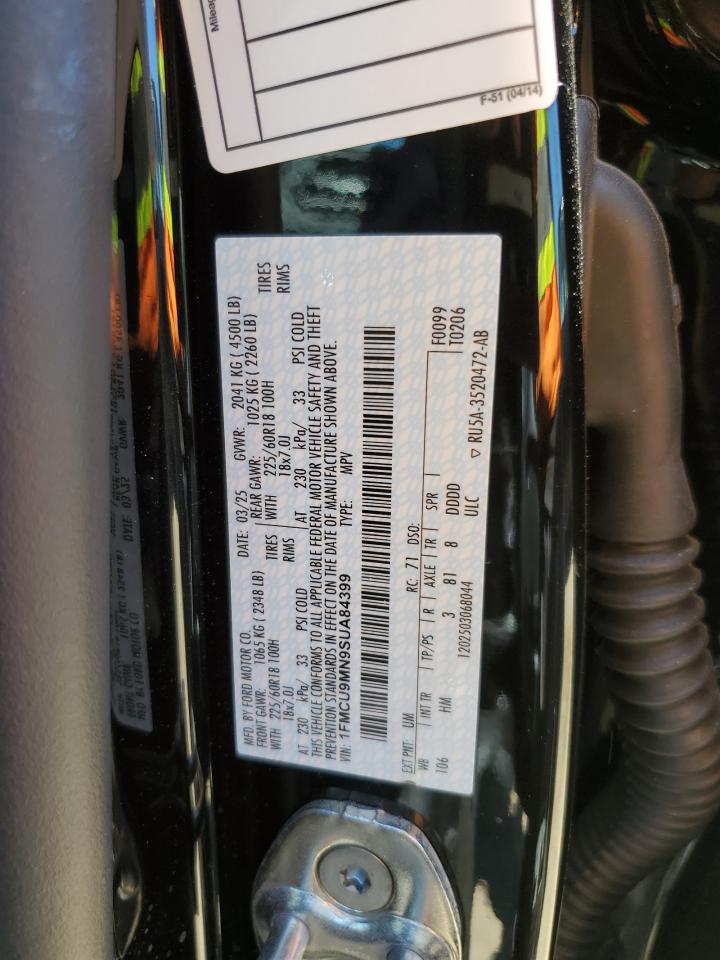 Mileag
F-51 (04/14)
MFD. BY FORD MOTOR CO.
DATE: 03/25 GVWR: 2041 KG ( 4500 LB)
FRONT GAWR: 1065 KG ( 2348 LB) REAR GAWR: 1025 KG ( 2260 LB)
WITH 225/60R18 100H TIRES WITH 225/60R18 100H TIRES
18x7.0J RIMS 18x7.0J RIMS
AT 230 kPa/ 33 PSI COLD AT 230 kPa/ 33 PSI COLD
THIS VEHICLE CONFORMS TO ALL APPLICABLE FEDERAL MOTOR VEHICLE SAFETY AND THEFT
PREVENTION STANDARDS IN EFFECT ON THE DATE OF MANUFACTURE SHOWN ABOVE.
VIN: 1FMCU9MN9SUA84399 TYPE: MPV
EXT PNT: UM RC: 71 DSO: F0099
WB INT TR TP/PS R AXLE TR SPR T0206
106 HM 3 81 8 DDDD
1202503068044 ULC
▽ RU5A-3520472-AB